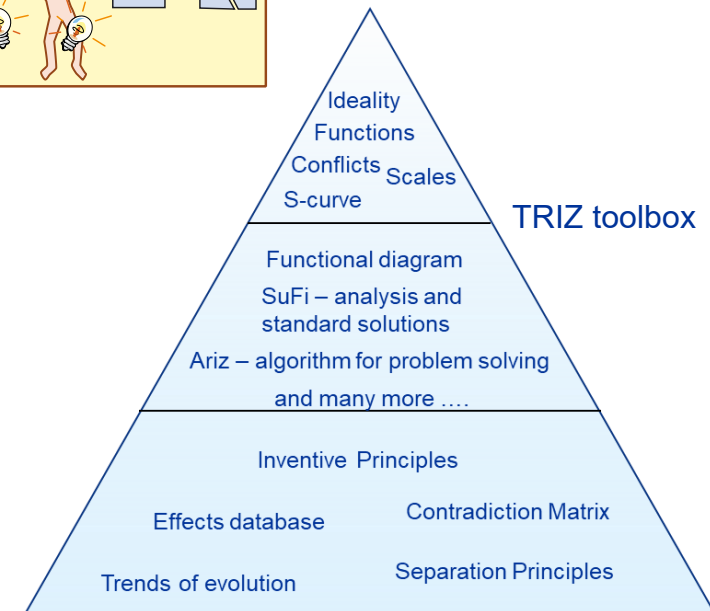 Ideality
Functions
Conflicts
Scales
S-curve
TRIZ toolbox
Functional diagram
SuFi – analysis and
standard solutions
Ariz – algorithm for problem solving
and many more ….
Inventive Principles
Effects database
Contradiction Matrix
Trends of evolution
Separation Principles